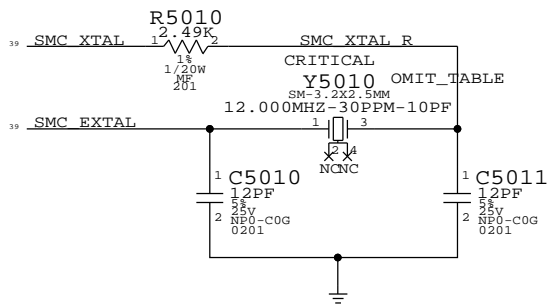 R5010
2.49K
39 SMC_XTAL 1 2 SMC_XTAL_R
1%
1/20W
MF
201
CRITICAL
Y5010 OMIT_TABLE
SM-3.2X2.5MM
12.000MHZ-30PPM-10PF
39 SMC_EXTAL 1 3
2 4
NC NC
1 C5010
12PF
5%
25V
2 NP0-C0G
0201
1 C5011
12PF
5%
25V
2 NP0-C0G
0201